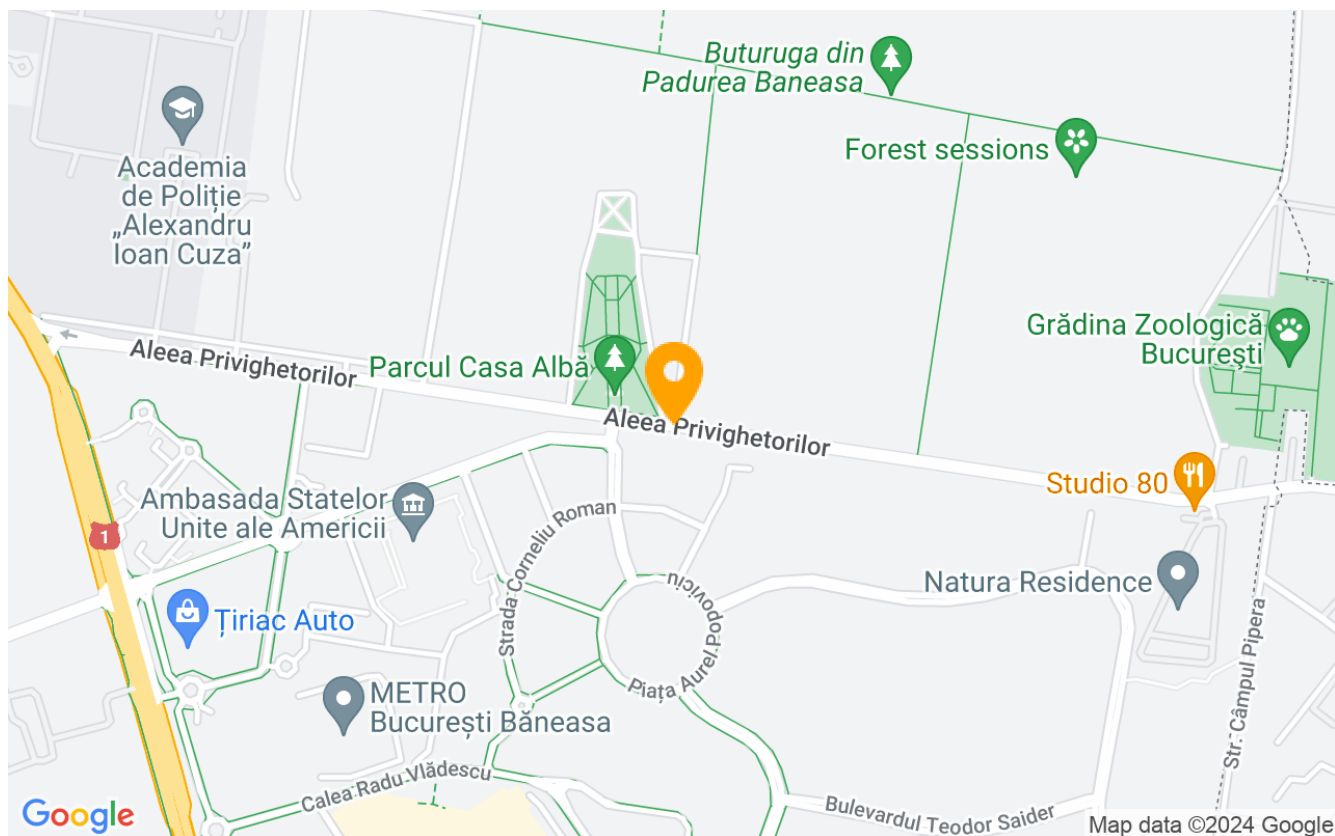 Buturuga din
Padurea Baneasa
Forest sessions
Academia
de Poliție
„Alexandru
Ioan Cuza”
Grădina Zoologică
București
Aleea Privighetorilor
Parcul Casa Albă
Aleea Privighetorilor
Studio 80
Ambasada Statelor
Unite ale Americii
Strada Corneliu Roman
1
Natura Residence
Piața Aurel Popoviciu
Țiriac Auto
Str. Câmpul Pipera
METRO
București Băneasa
Calea Radu Vlădescu
Bulevardul Teodor Saider
Google
Map data ©2024 Google